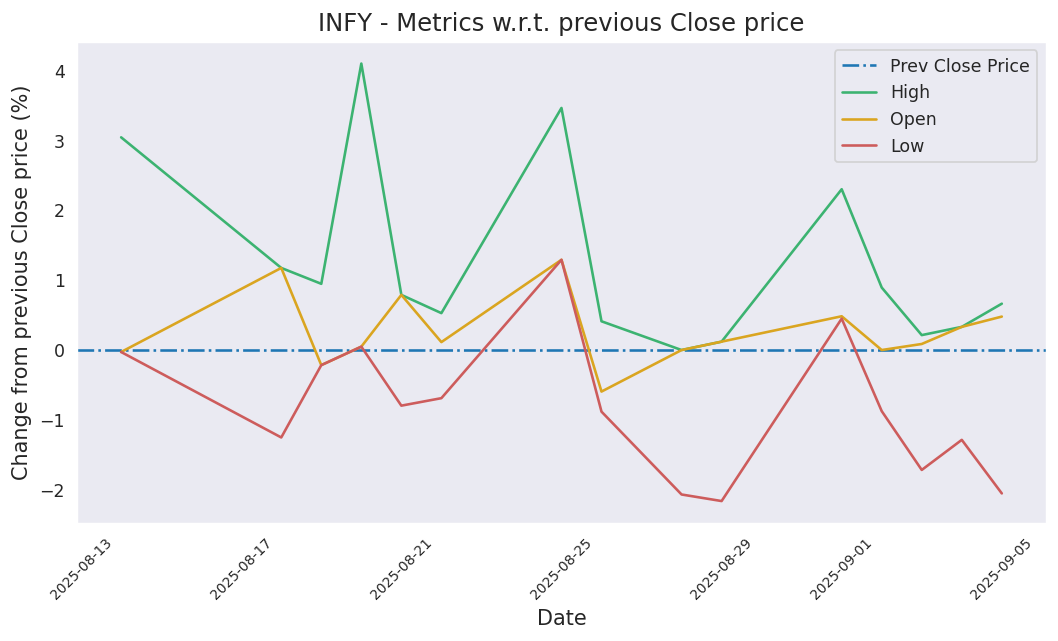 INFY - Metrics w.r.t. previous Close price
Change from previous Close price (%)
4
3
2
1
0
−1
−2
Prev Close Price
High
Open
Low
2025-08-13
2025-08-17
2025-08-21
2025-08-25
2025-08-29
2025-09-01
2025-09-05
Date